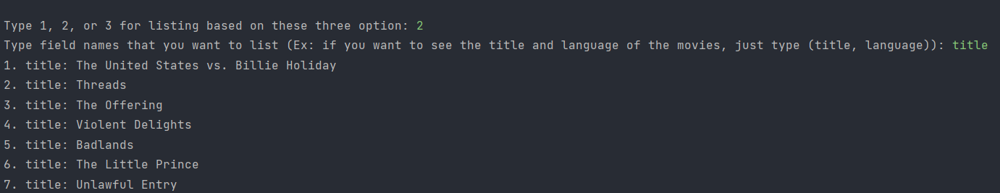 Type 1, 2, or 3 for listing based on these three option: 2
Type field names that you want to list (Ex: if you want to see the title and language of the movies, just type (title, language)): title
1. title: The United States vs. Billie Holiday
2. title: Threads
3. title: The Offering
4. title: Violent Delights
5. title: Badlands
6. title: The Little Prince
7. title: Unlawful Entry